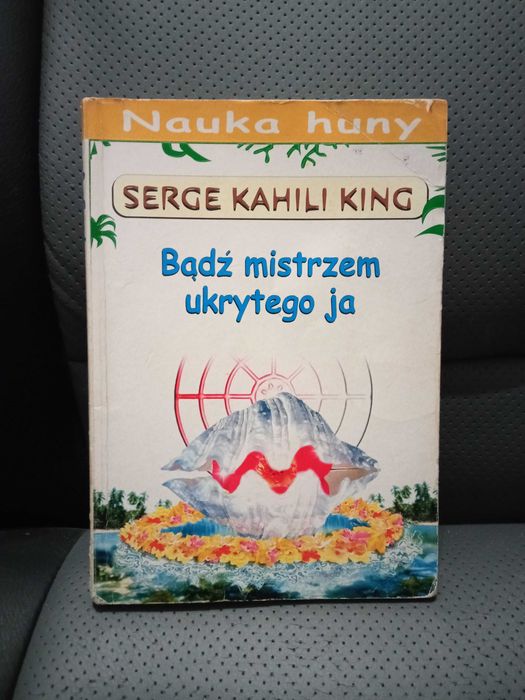 Nauka huny
SERGE KAHILI KING
Bądź mistrzem
ukrytego ja